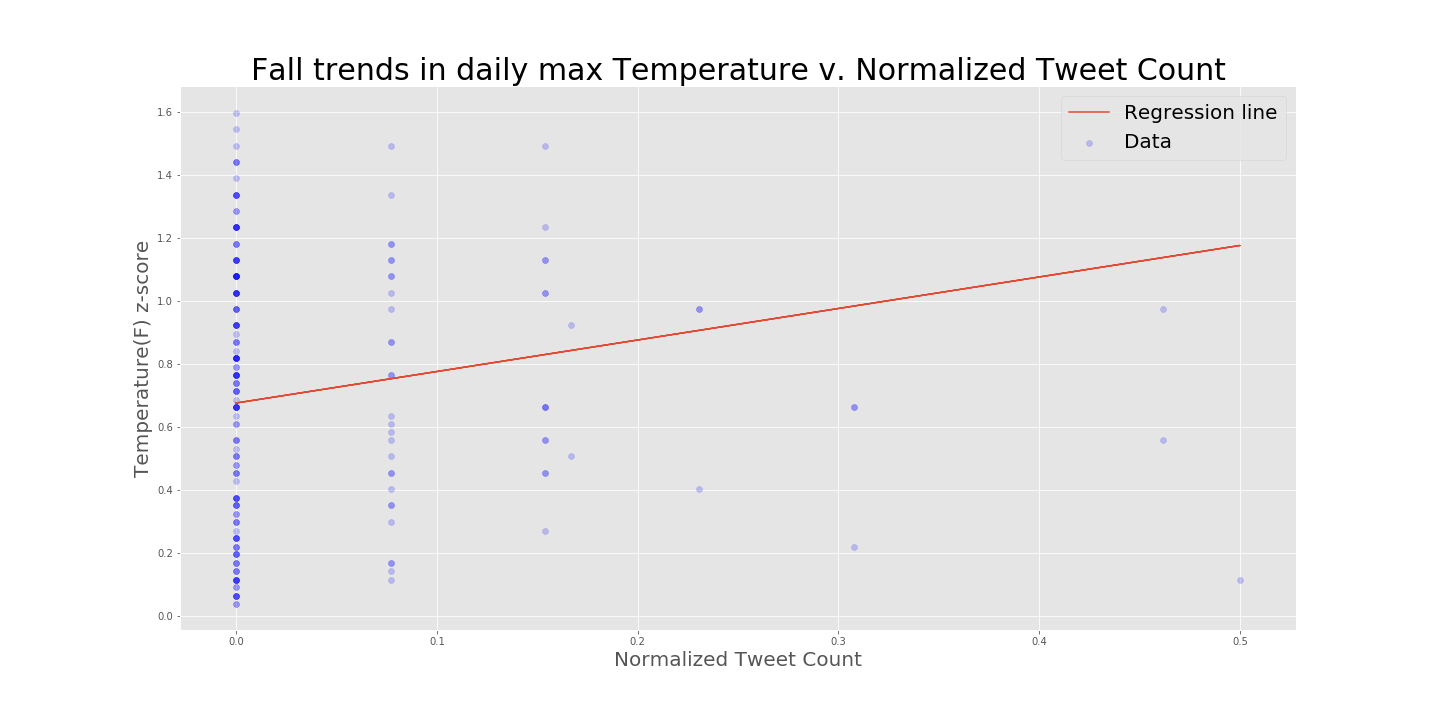 Fall trends in daily max Temperature v. Normalized Tweet Count
Regression line
Data
Temperature(F) z-score
1.6
1.4
1.2
1.0
0.8
0.6
0.4
0.2
0.0
0.0 0.1 0.2 0.3 0.4 0.5
Normalized Tweet Count